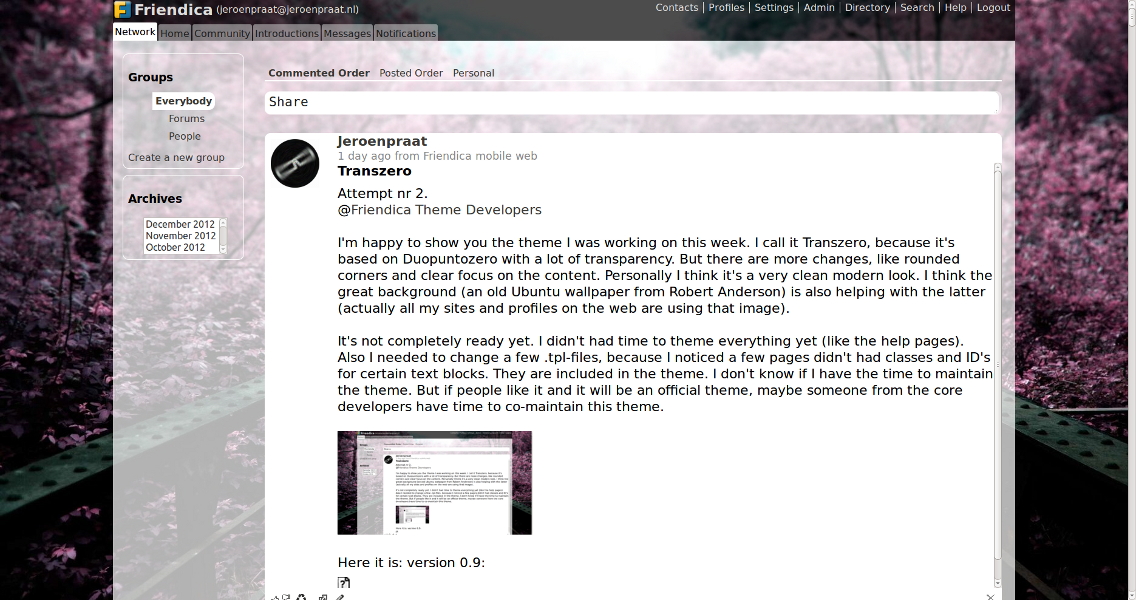 Friendica (jeroenpraat@jeroenpraat.nl)
Contacts | Profiles | Settings | Admin | Directory | Search | Help | Logout
Network Home Community Introductions Messages Notifications
Groups
Everybody
Forums
People
Create a new group
Archives
December 2012
November 2012
October 2012
Commented Order Posted Order Personal
Share
Jeroenpraat
1 day ago from Friendica mobile web
Transzero
Attempt nr 2.
@Friendica Theme Developers
I'm happy to show you the theme I was working on this week. I call it Transzero, because it's
based on Duopuntozero with a lot of transparency. But there are more changes, like rounded
corners and clear focus on the content. Personally I think it's a very clean modern look. I think the
great background (an old Ubuntu wallpaper from Robert Anderson) is also helping with the latter
(actually all my sites and profiles on the web are using that image).
It's not completely ready yet. I didn't had time to theme everything yet (like the help pages).
Also I needed to change a few .tpl-files, because I noticed a few pages didn't had classes and ID's
for certain text blocks. They are included in the theme. I don't know if I have the time to maintain
the theme. But if people like it and it will be an official theme, maybe someone from the core
developers have time to co-maintain this theme.
Here it is: version 0.9: